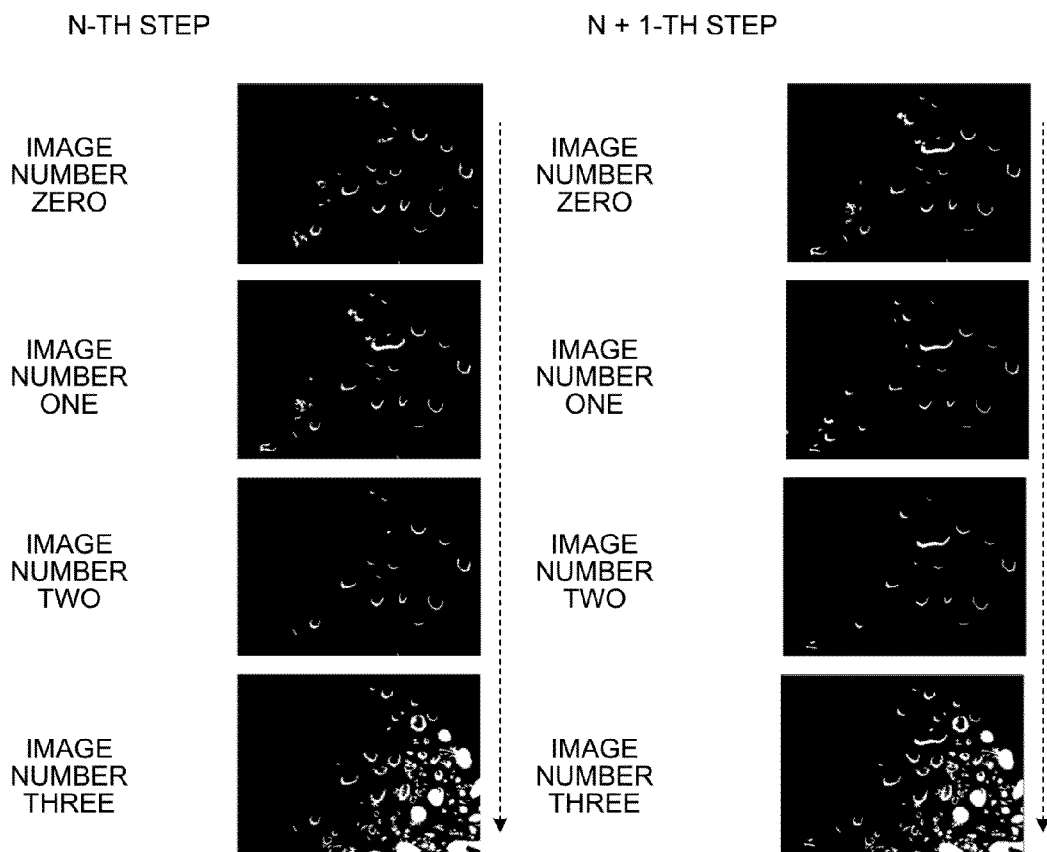 N-TH STEP
N + 1-TH STEP
IMAGE
NUMBER
ZERO
IMAGE
NUMBER
ZERO
IMAGE
NUMBER
ONE
IMAGE
NUMBER
ONE
IMAGE
NUMBER
TWO
IMAGE
NUMBER
TWO
IMAGE
NUMBER
THREE
IMAGE
NUMBER
THREE